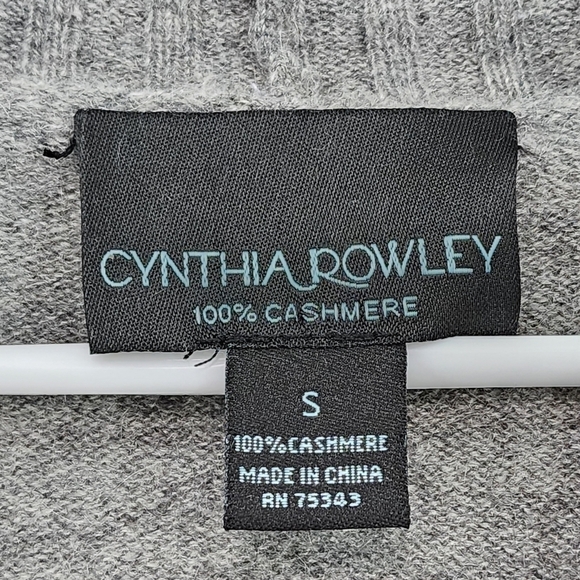 CYNTHIA ROWLEY
100% CASHMERE
S
100% CASHMERE
MADE IN CHINA
RN 75343